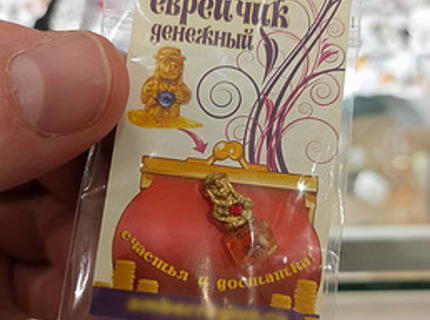 еврейчик
денежный
счастья и достатка!